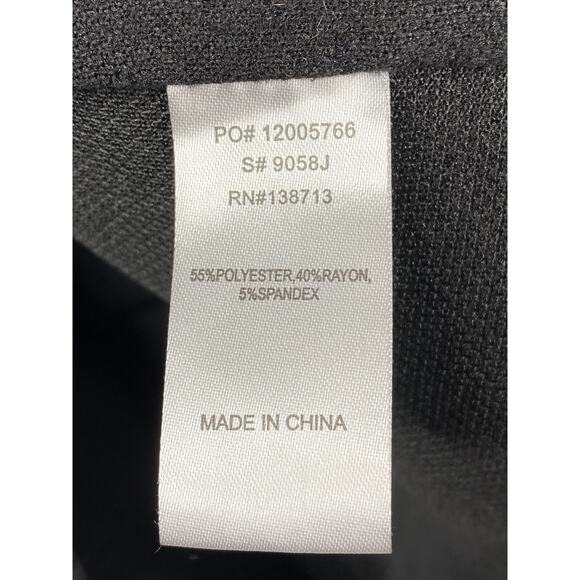 PO# 12005766
S# 9058J
RN#138713
55%POLYESTER,40%RAYON,
5%SPANDEX
MADE IN CHINA